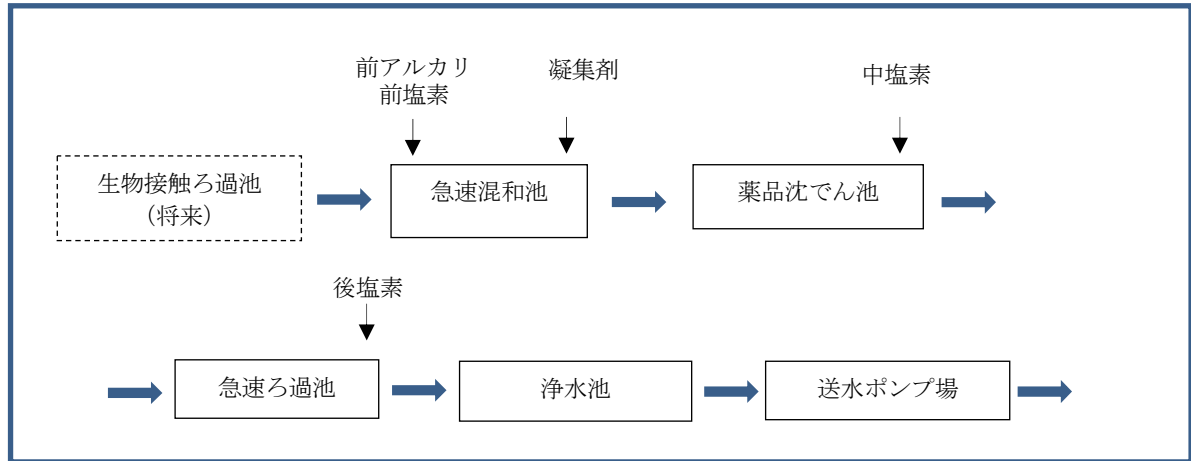 前アルカリ
前塩素
凝集剤
中塩素
生物接触ろ過池
（将来）
急速混和池
薬品沈でん池
後塩素
急速ろ過池
浄水池
送水ポンプ場